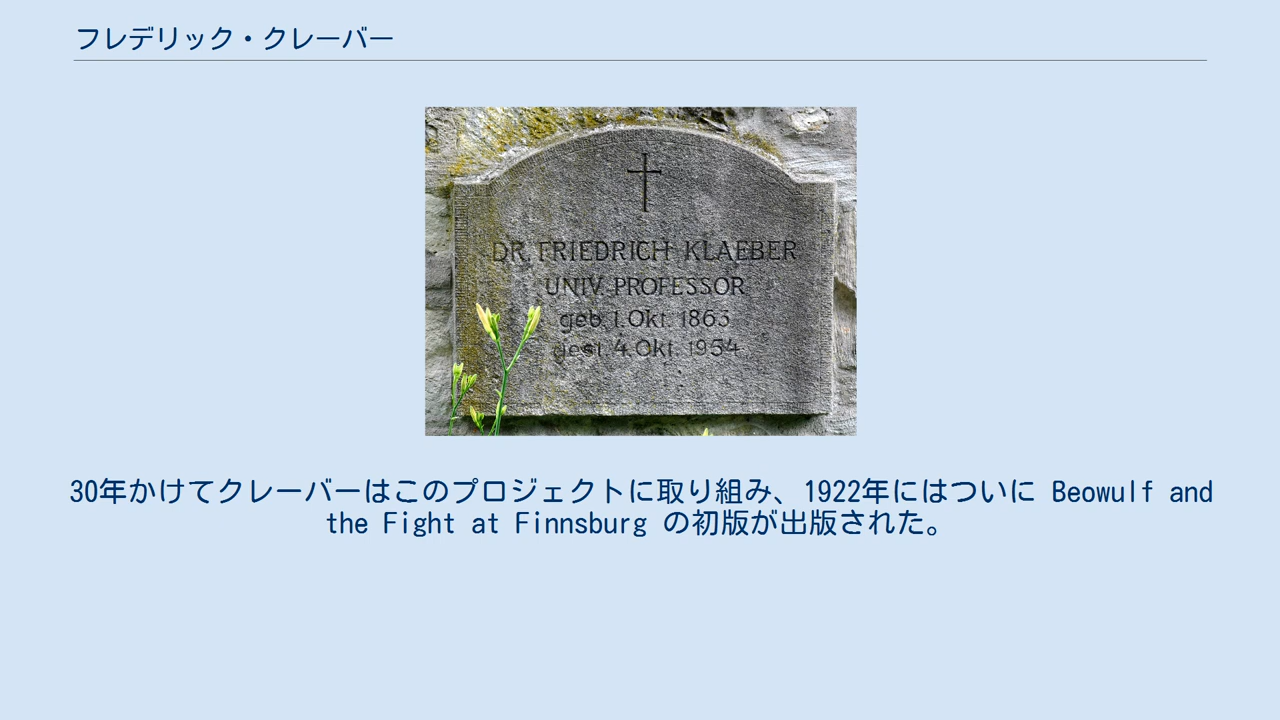 フレデリック・クレーバー
DR. FRIEDRICH KLAEBER
UNIV. PROFESSOR
geb. 1. Okt. 1863
gest. 4. Okt. 1954
30年かけてクレーバーはこのプロジェクトに取り組み、1922年にはついに Beowulf and
the Fight at Finnsburg の初版が出版された。